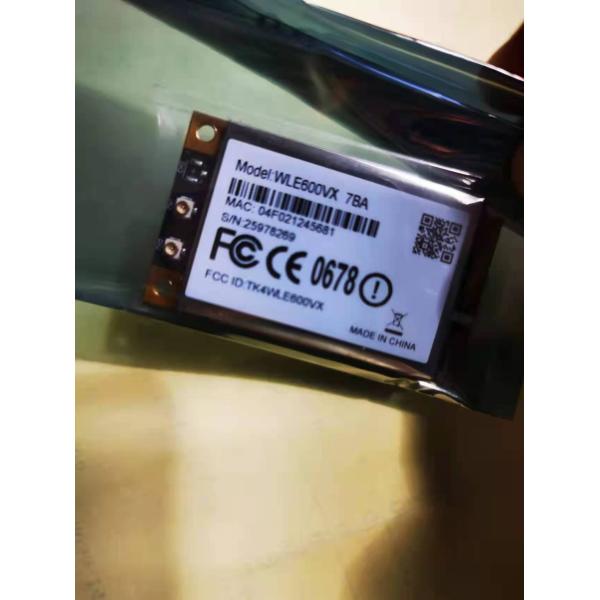 Model:WLE600VX 7BA
MAC: 04F021245681
S/N:25978269
FC CE 0678
FCC ID:TK4WLE600VX
MADE IN CHINA